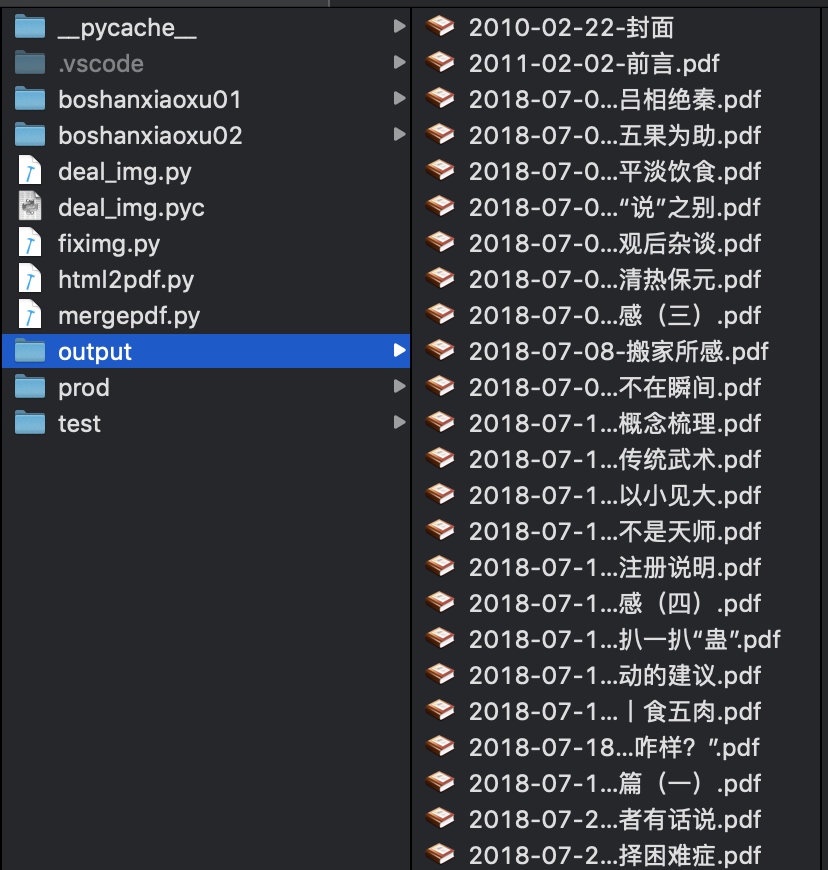 __pycache__
.vscode
boshanxiaoxu01
boshanxiaoxu02
deal_img.py
deal_img.pyc
fiximg.py
html2pdf.py
mergepdf.py
output
prod
test
2010-02-22-封面
2011-02-02-前言.pdf
2018-07-0...吕相绝秦.pdf
2018-07-0...五果为助.pdf
2018-07-0...平淡饮食.pdf
2018-07-0...“说”之别.pdf
2018-07-0...观后杂谈.pdf
2018-07-0...清热保元.pdf
2018-07-0...感（三）.pdf
2018-07-08-搬家所感.pdf
2018-07-0...不在瞬间.pdf
2018-07-1...概念梳理.pdf
2018-07-1...传统武术.pdf
2018-07-1...以小见大.pdf
2018-07-1...不是天师.pdf
2018-07-1...注册说明.pdf
2018-07-1...感（四）.pdf
2018-07-1...扒一扒“蛊”.pdf
2018-07-1...动的建议.pdf
2018-07-1...丨食五肉.pdf
2018-07-18...咋样？”.pdf
2018-07-1...篇（一）.pdf
2018-07-2...者有话说.pdf
2018-07-2...择困难症.pdf